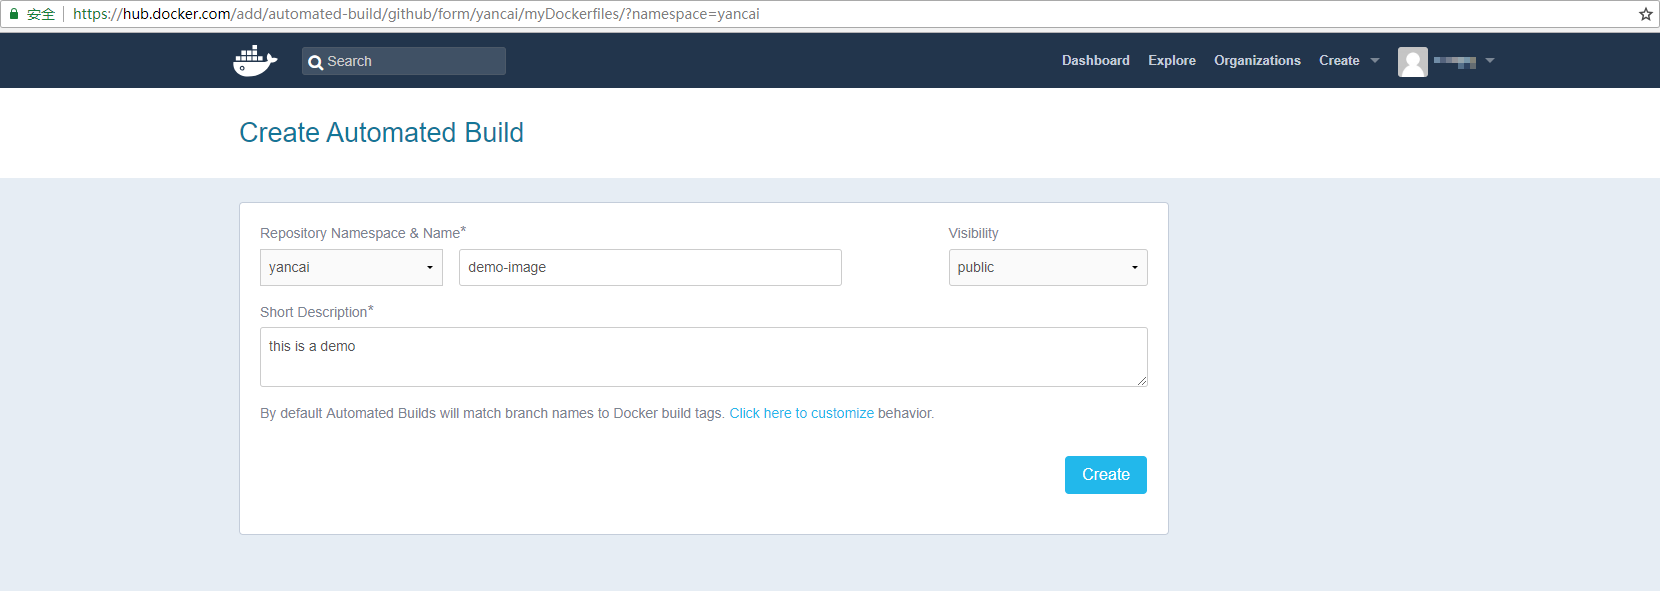 安全 https://hub.docker.com/add/automated-build/github/form/yancai/myDockerfiles/?namespace=yancai
Search Dashboard Explore Organizations Create
Create Automated Build
Repository Namespace & Name* Visibility
yancai demo-image public
Short Description*
this is a demo
By default Automated Builds will match branch names to Docker build tags. Click here to customize behavior.
Create